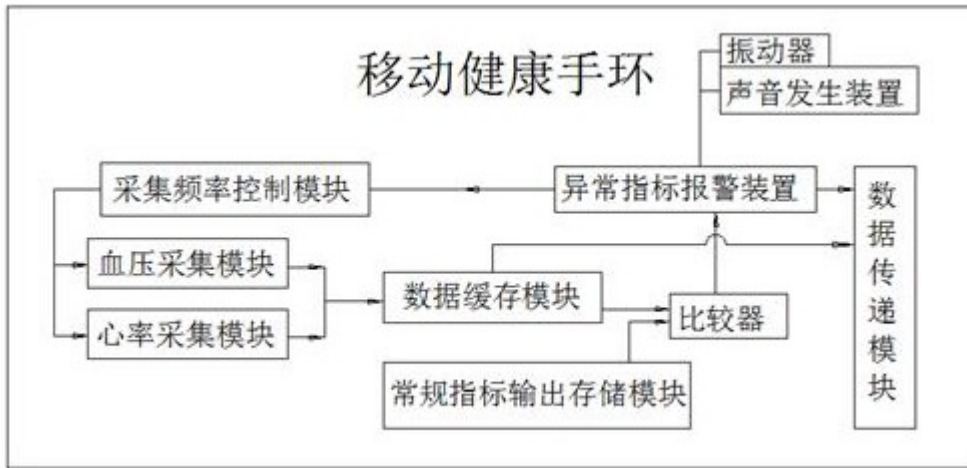 移动健康手环
振动器
声音发生装置
采集频率控制模块
异常指标报警装置
数据传递模块
血压采集模块
数据缓存模块
比较器
心率采集模块
常规指标输出存储模块